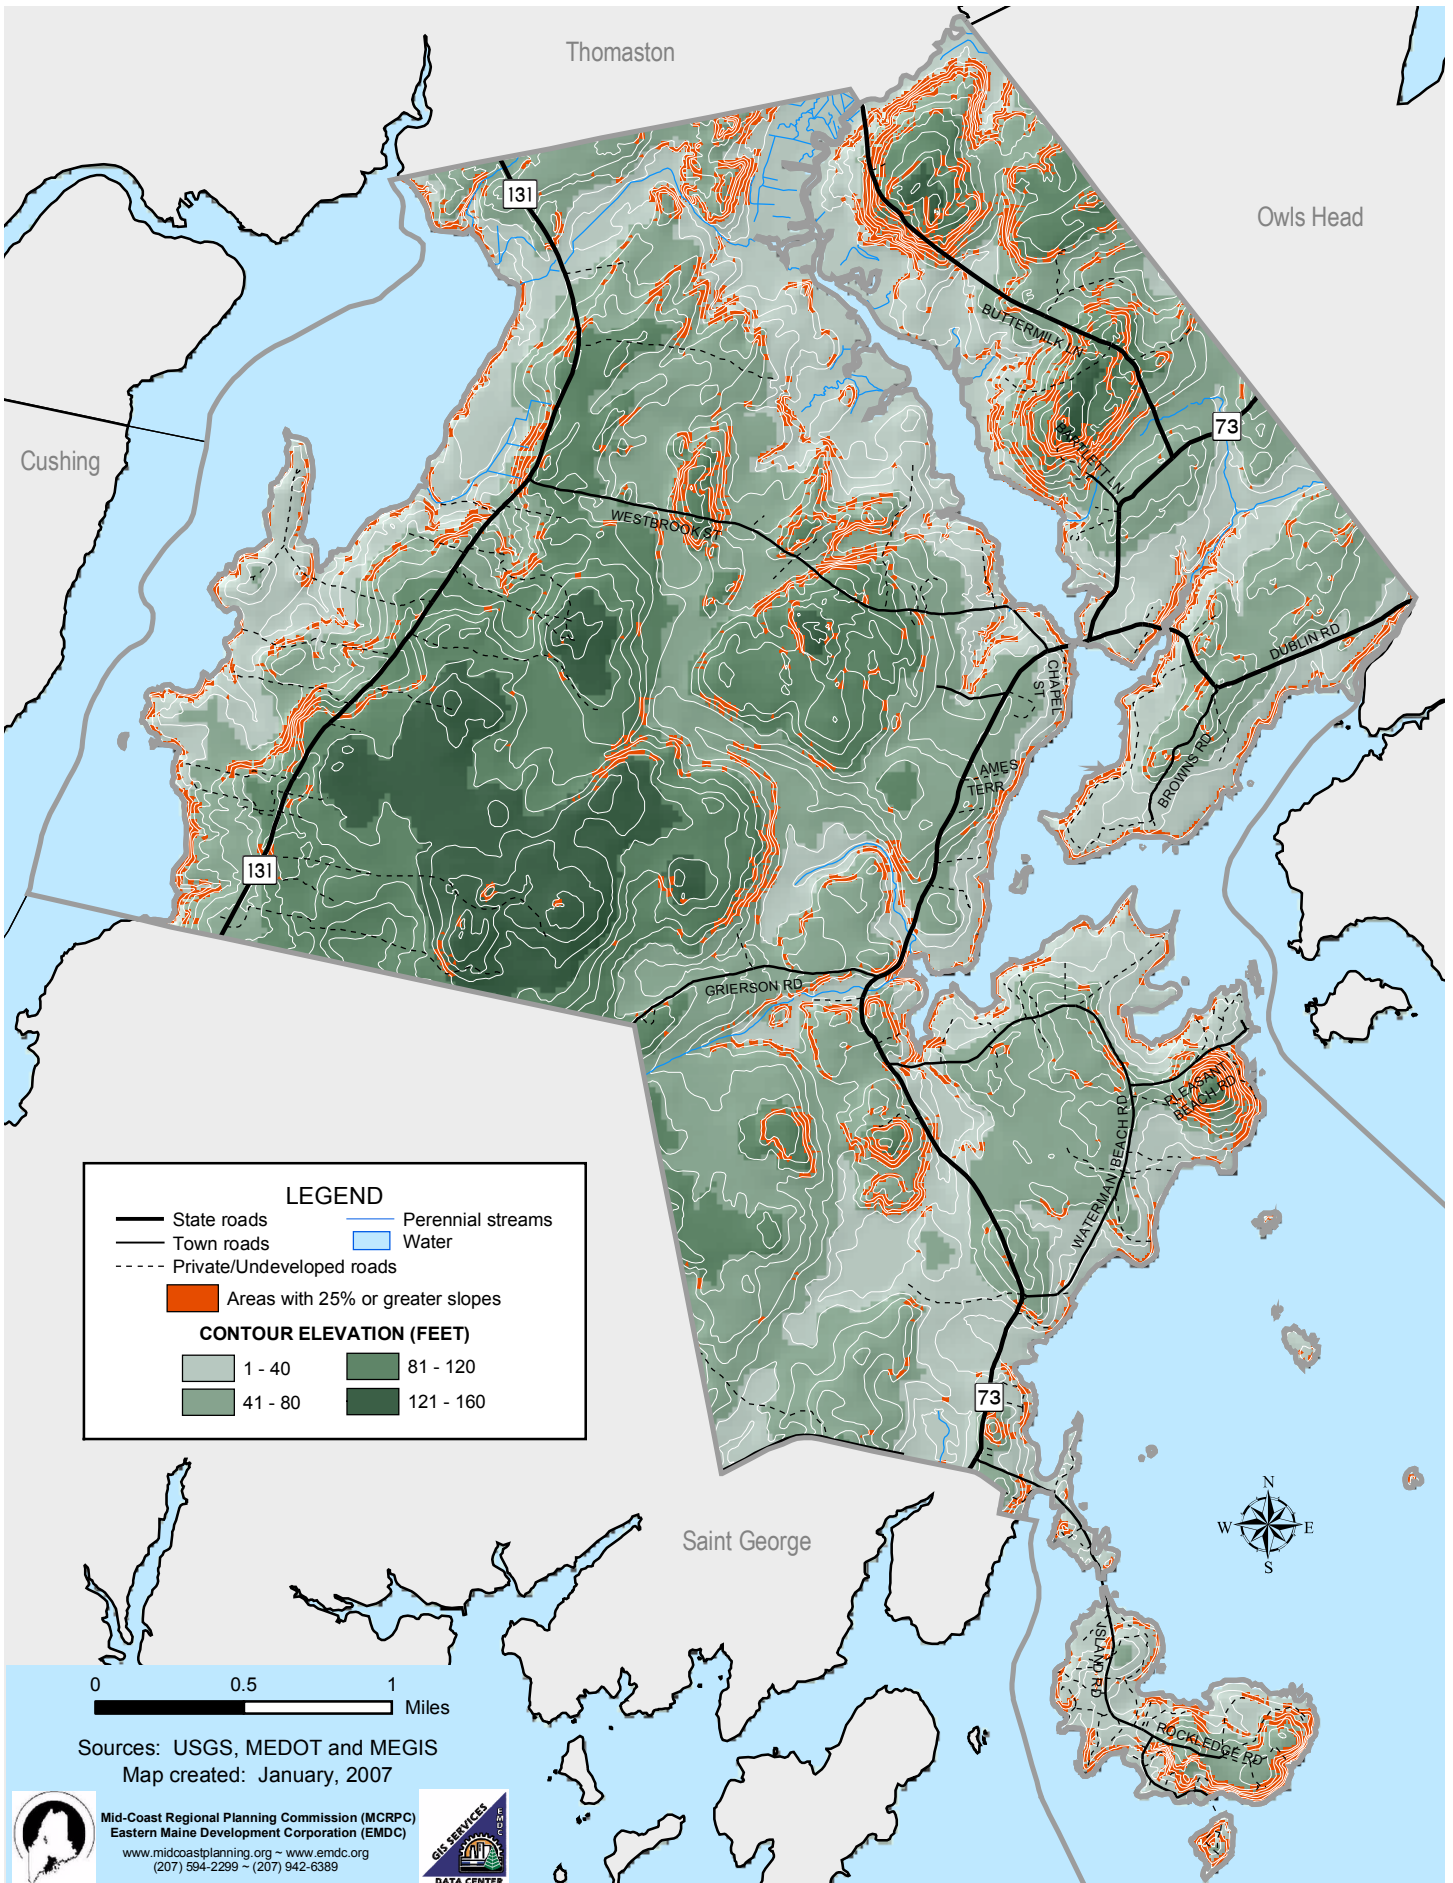 Thomaston
Owls Head
131
BUTTERMILK LN
73
BARTLETT LN
Cushing
WESTBROOK ST
DUBLIN RD
CHAPEL
ST
BROWNS RD
AMES
TERR
131
GRIERSON RD
PLEASANT
BEACH RD
WATERMAN BEACH RD
LEGEND
State roads
Perennial streams
Town roads
Water
Private/Undeveloped roads
Areas with 25% or greater slopes
CONTOUR ELEVATION (FEET)
1 - 40
81 - 120
41 - 80
121 - 160
73
N
W
E
S
Saint George
ISLAND RD
ROCKLEDGE RD
0
0.5
1
Miles
Sources: USGS, MEDOT and MEGIS
Map created: January, 2007
Mid-Coast Regional Planning Commission (MCRPC)
Eastern Maine Development Corporation (EMDC)
www.midcoastplanning.org ~ www.emdc.org
(207) 594-2299 ~ (207) 942-6389
GIS SERVICES
EMDC
DATA CENTER